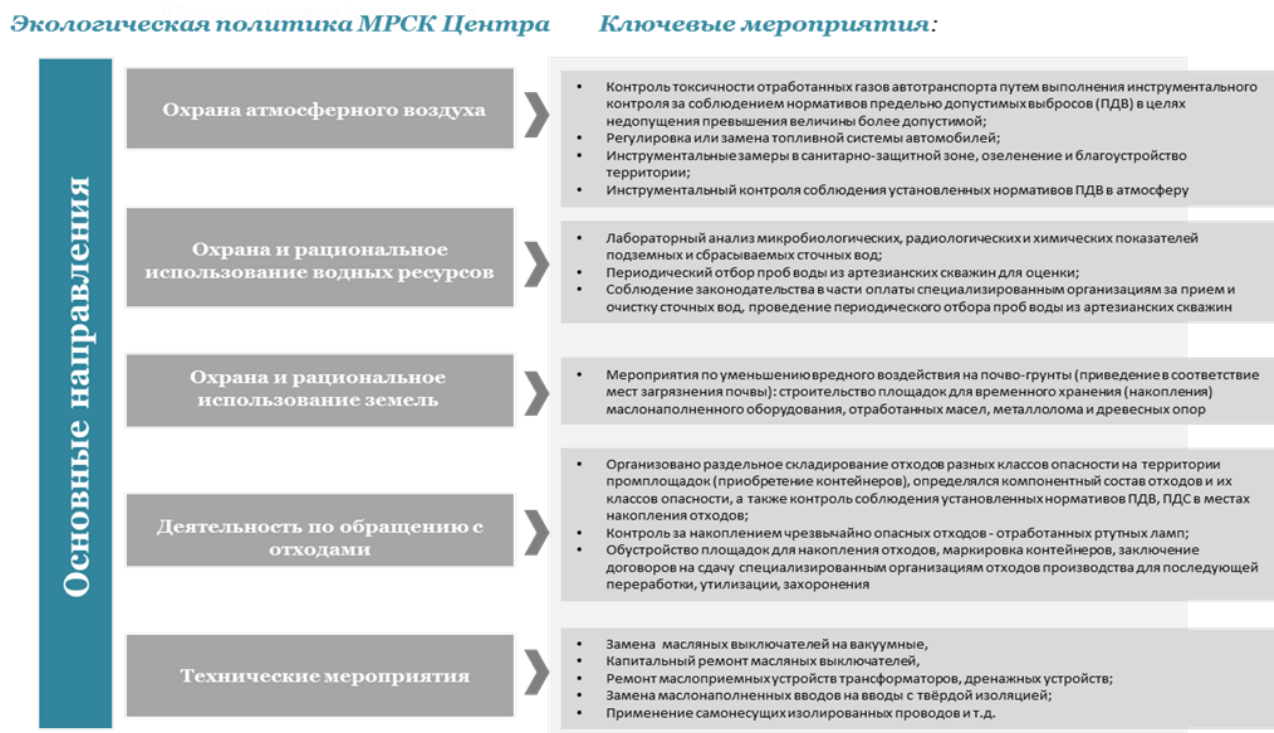 Экологическая политика МРСК Центра
Ключевые мероприятия:
Основные направления
Охрана атмосферного воздуха
• Контроль токсичности отработанных газов автотранспорта путем выполнения инструментального
контроля за соблюдением нормативов предельно допустимых выбросов (ПДВ) в целях
недопущения превышения величины более допустимой;
• Регулировка или замена топливной системы автомобилей;
• Инструментальные замеры в санитарно-защитной зоне, озеленение и благоустройство
территории;
• Инструментальный контроля соблюдения установленных нормативов ПДВ в атмосферу
Охрана и рациональное
использование водных ресурсов
• Лабораторный анализ микробиологических, радиологических и химических показателей
подземных и сбрасываемых сточных вод;
• Периодический отбор проб воды из артезианских скважин для оценки;
• Соблюдение законодательства в части оплаты специализированным организациям за прием и
очистку сточных вод, проведение периодического отбора проб воды из артезианских скважин
Охрана и рациональное
использование земель
• Мероприятия по уменьшению вредного воздействия на почво-грунты (приведение в соответствие
мест загрязнения почвы): строительство площадок для временного хранения (накопления)
маслонаполненного оборудования, отработанных масел, металлолома и древесных опор
Деятельность по обращению с
отходами
• Организовано раздельное складирование отходов разных классов опасности на территории
промплощадок (приобретение контейнеров), определялся компонентный состав отходов и их
классов опасности, а также контроль соблюдения установленных нормативов ПДВ, ПДС в местах
накопления отходов;
• Контроль за накоплением чрезвычайно опасных отходов - отработанных ртутных ламп;
• Обустройство площадок для накопления отходов, маркировка контейнеров, заключение
договоров на сдачу специализированным организациям отходов производства для последующей
переработки, утилизации, захоронения
Технические мероприятия
• Замена масляных выключателей на вакуумные,
• Капитальный ремонт масляных выключателей,
• Ремонт маслоприемных устройств трансформаторов, дренажных устройств;
• Замена маслонаполненных вводов на вводы с твёрдой изоляцией;
• Применение самонесущих изолированных проводов и т.д.